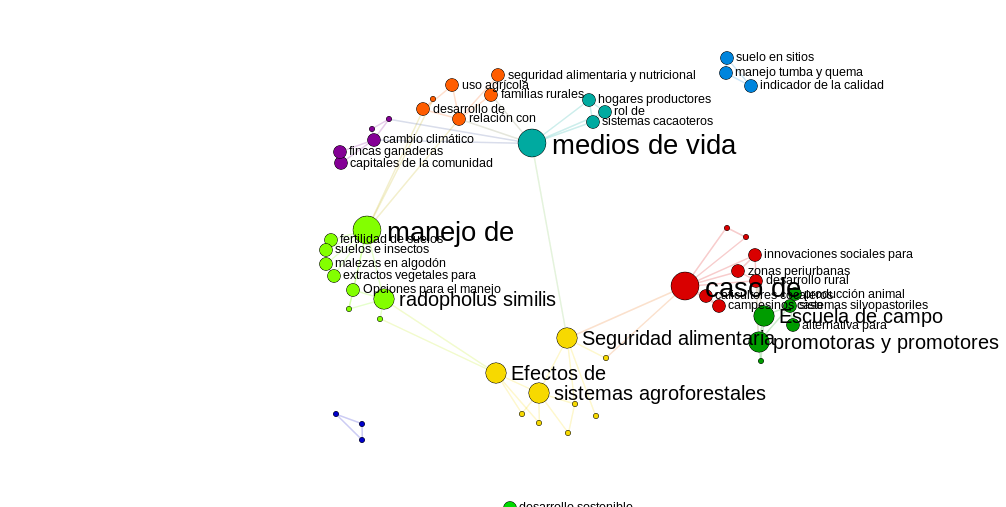 suelo en sitios
manejo tumba y quema
indicador de la calidad
seguridad alimentaria y nutricional
uso agrícola
familias rurales
desarrollo de
relación con
hogares productores
rol de
sistemas cacaoteros
medios de vida
cambio climático
fincas ganaderas
capitales de la comunidad
manejo de
fertilidad de suelos
suelos e insectos
malezas en algodón
extractos vegetales para
Opciones para el manejo
radopholus similis
innovaciones sociales para
zonas periurbanas
desarrollo rural
caso de
producción animal
campesinos
caso
sistemas silvopastoriles
Escuela de campo
alternativa para
promotoras y promotores
Seguridad alimentaria
Efectos de
sistemas agroforestales
desarrollo sostenible